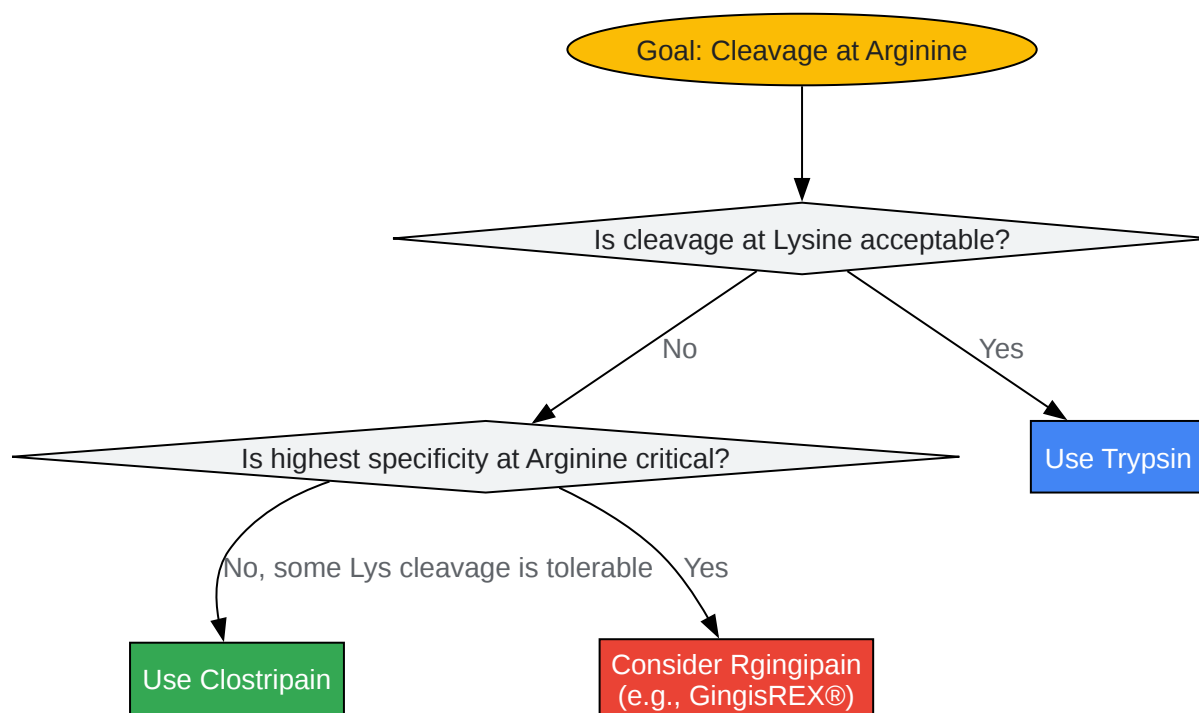 Goal: Cleavage at Arginine
Is cleavage at Lysine acceptable?
No
Yes
Is highest specificity at Arginine critical?
Use Trypsin
No, some Lys cleavage is tolerable
Yes
Use Clostripain
Consider Rgingipain
(e.g., GingisREX®)